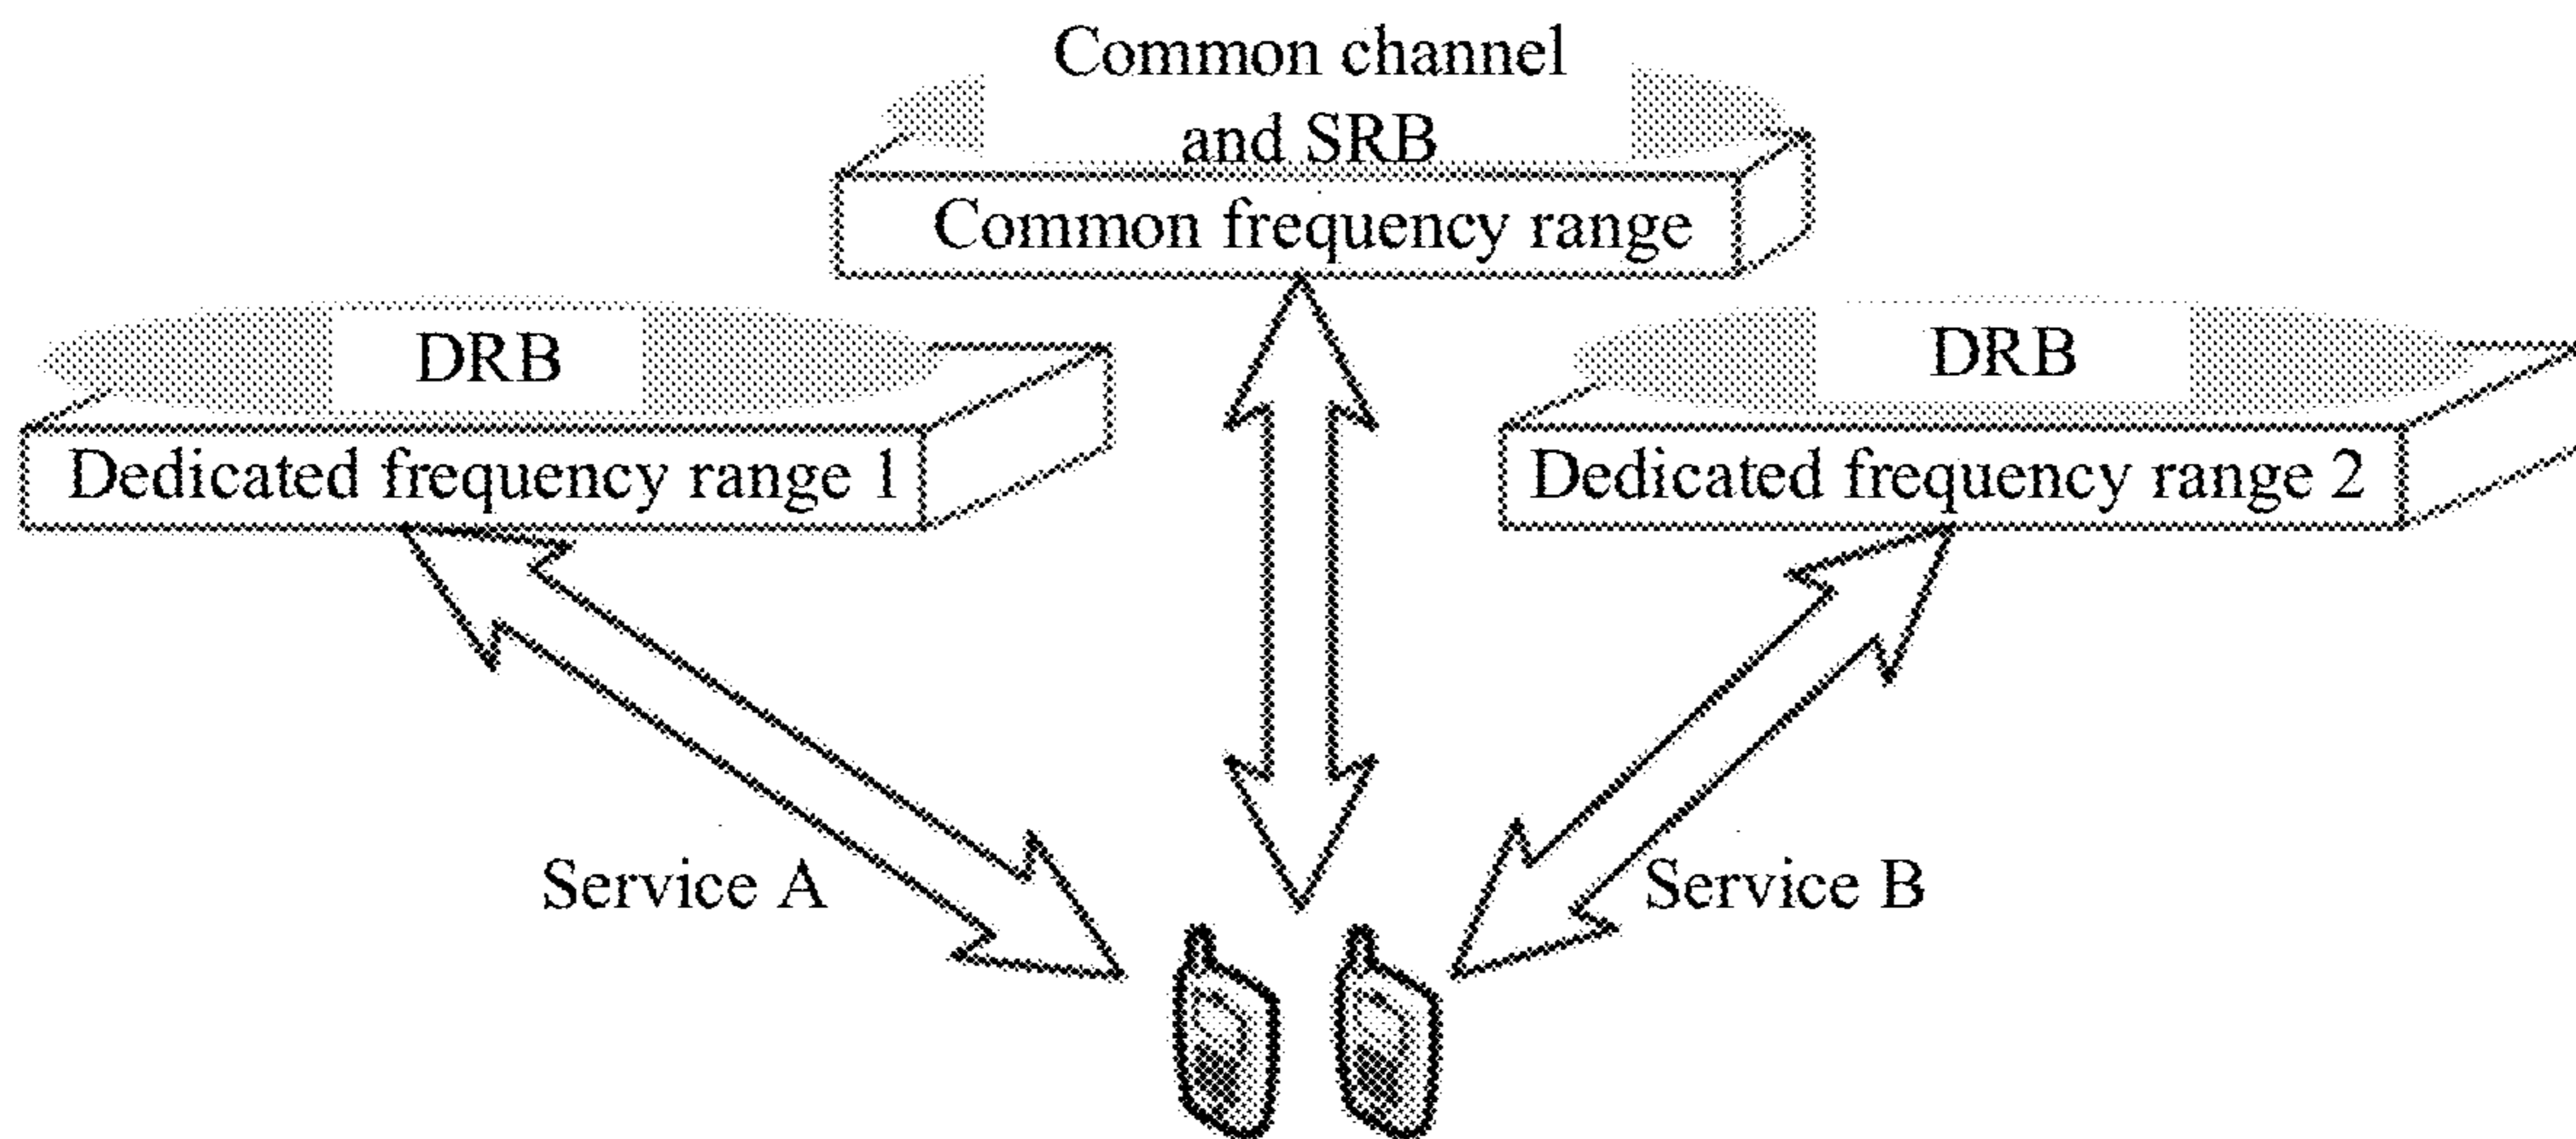 Common channel
and SRB
Common frequency range
DRB
Dedicated frequency range 1
DRB
Dedicated frequency range 2
Service A
Service B